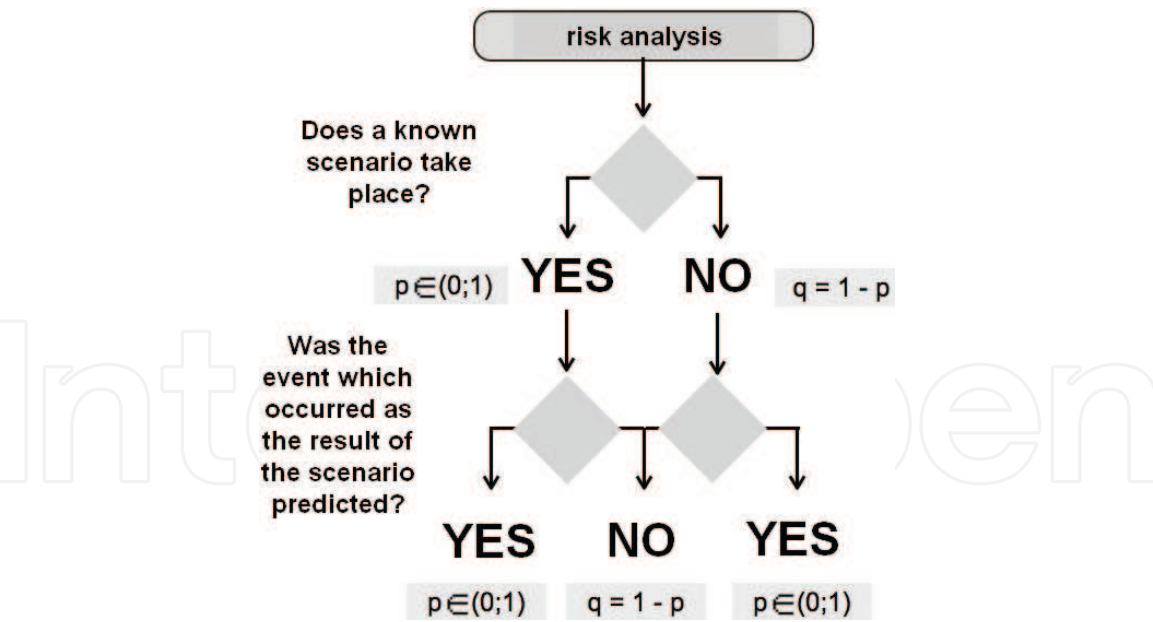 risk analysis
Does a known
scenario take
place?
p∈(0;1)
YES
NO
q = 1 - p
Was the
event which
occurred as
the result of
the scenario
predicted?
YES
NO
YES
p∈(0;1)
q = 1 - p
p∈(0;1)